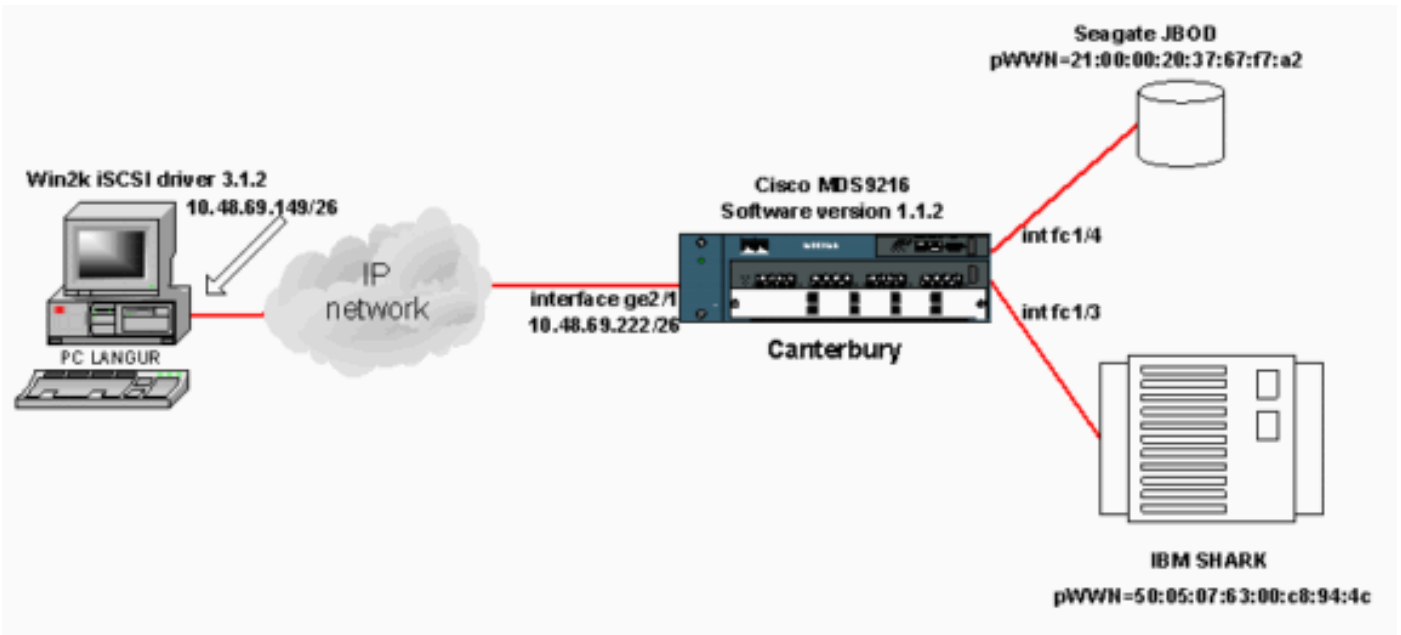 Seagate JBOD
pWWN=21:00:00:20:37:67:f7:a2
Win2k iSCSI driver 3.1.2
10.48.69.149/26
Cisco MDS9216
Software version 1.1.2
int fc1/4
IP
network
interface ge2/1
10.48.69.222/26
int fc1/3
PC LANGUR
Canterbury
IBM SHARK
pWWN=50:05:07:63:00:c8:94:4c